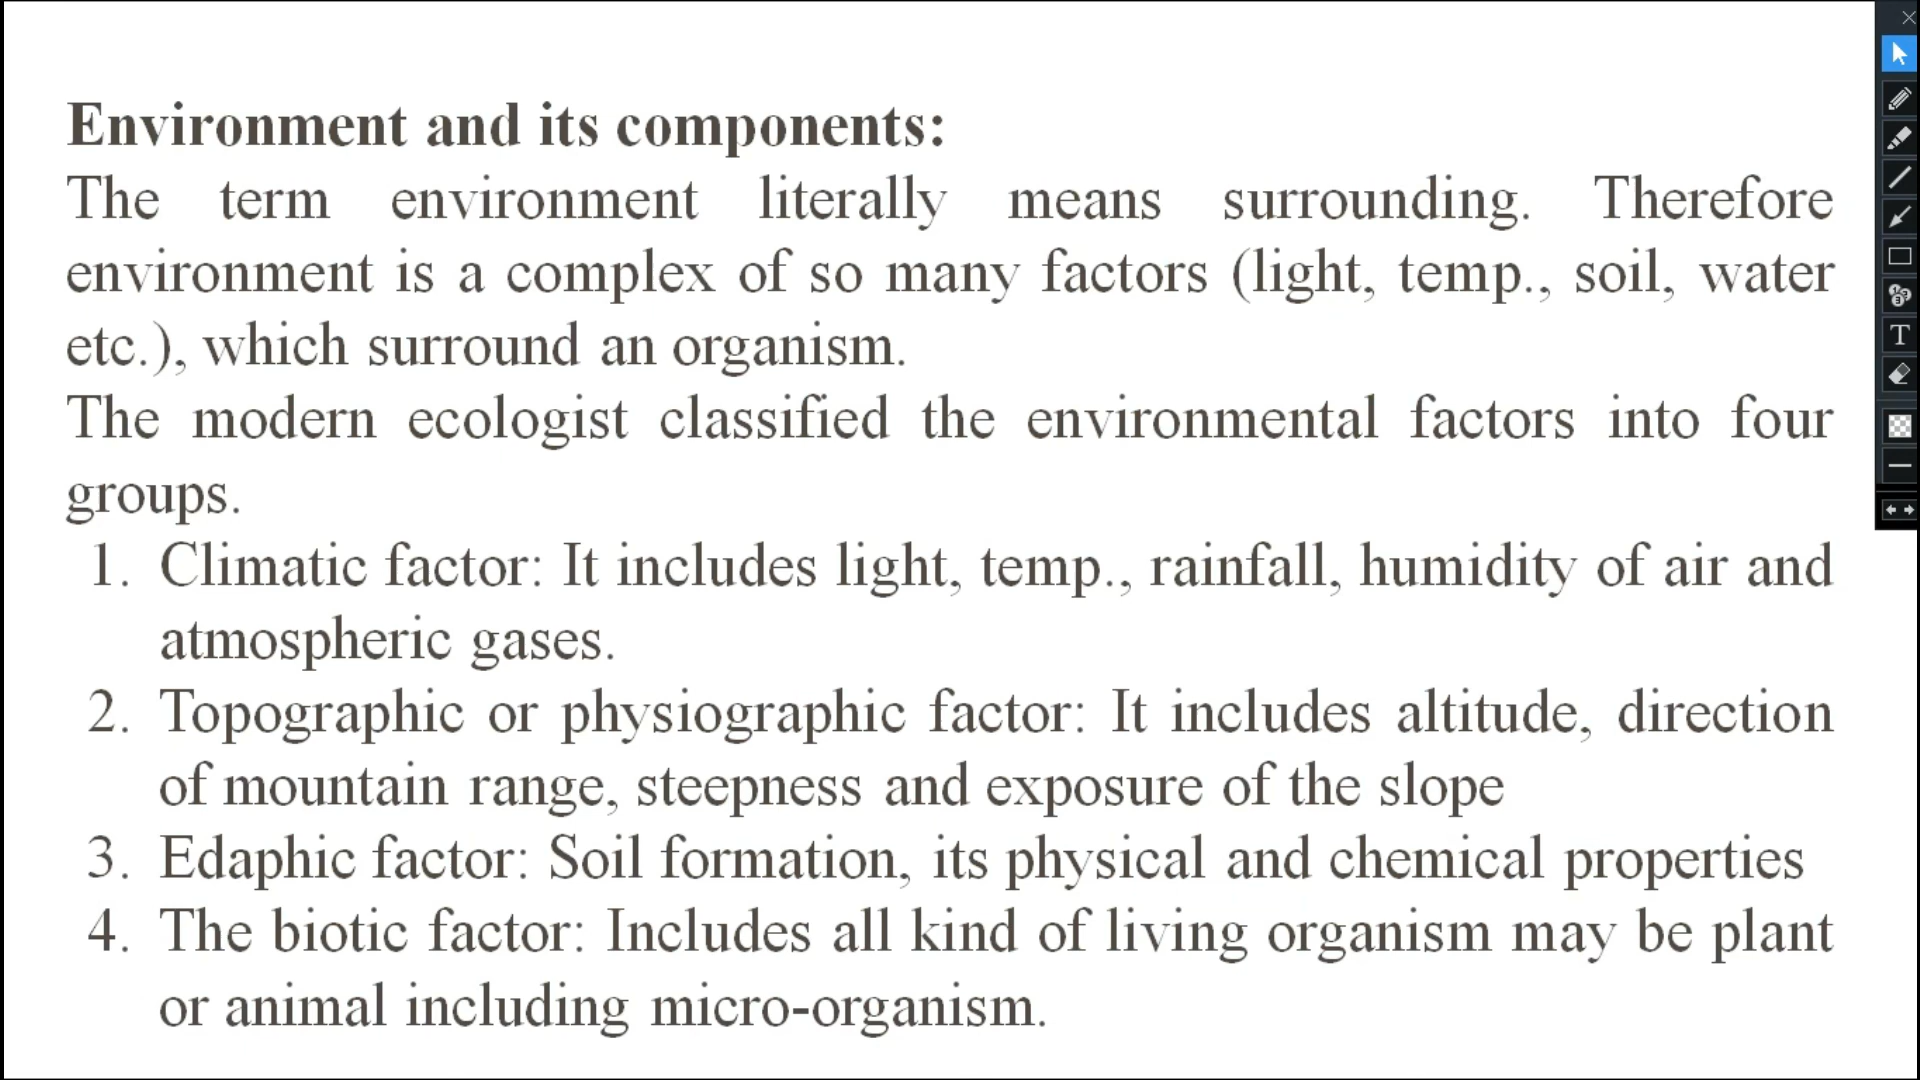 Environment and its components:
The term environment literally means surrounding. Therefore
environment is a complex of so many factors (light, temp., soil, water
etc.), which surround an organism.
The modern ecologist classified the environmental factors into four
groups.
1. Climatic factor: It includes light, temp., rainfall, humidity of air and
atmospheric gases.
2. Topographic or physiographic factor: It includes altitude, direction
of mountain range, steepness and exposure of the slope
3. Edaphic factor: Soil formation, its physical and chemical properties
4. The biotic factor: Includes all kind of living organism may be plant
or animal including micro-organism.
T